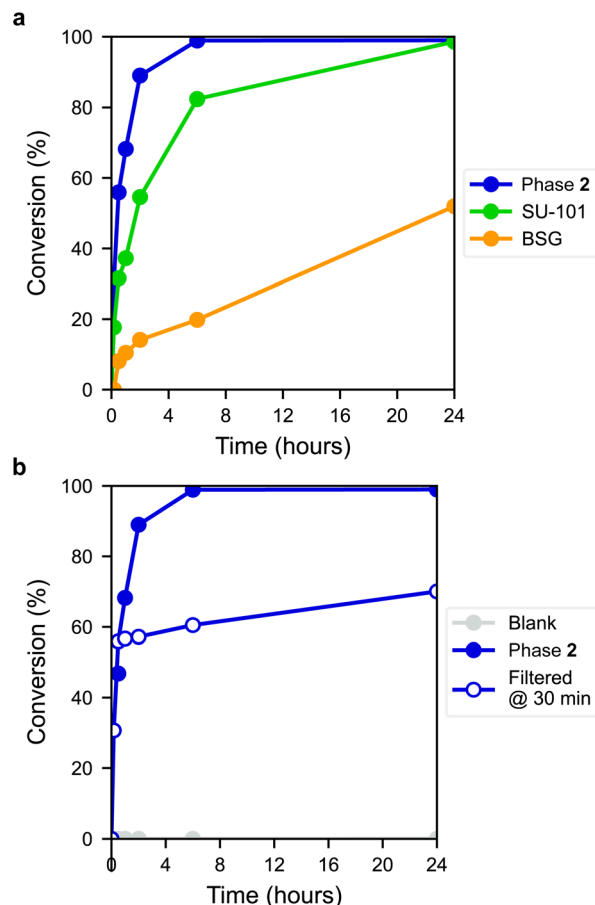 a
100
80
60
40
20
0
Conversion (%)
0 4 8 12 16 20 24
Time (hours)
Phase 2
SU-101
BSG
b
100
80
60
40
20
0
Conversion (%)
0 4 8 12 16 20 24
Time (hours)
Blank
Phase 2
Filtered
@ 30 min